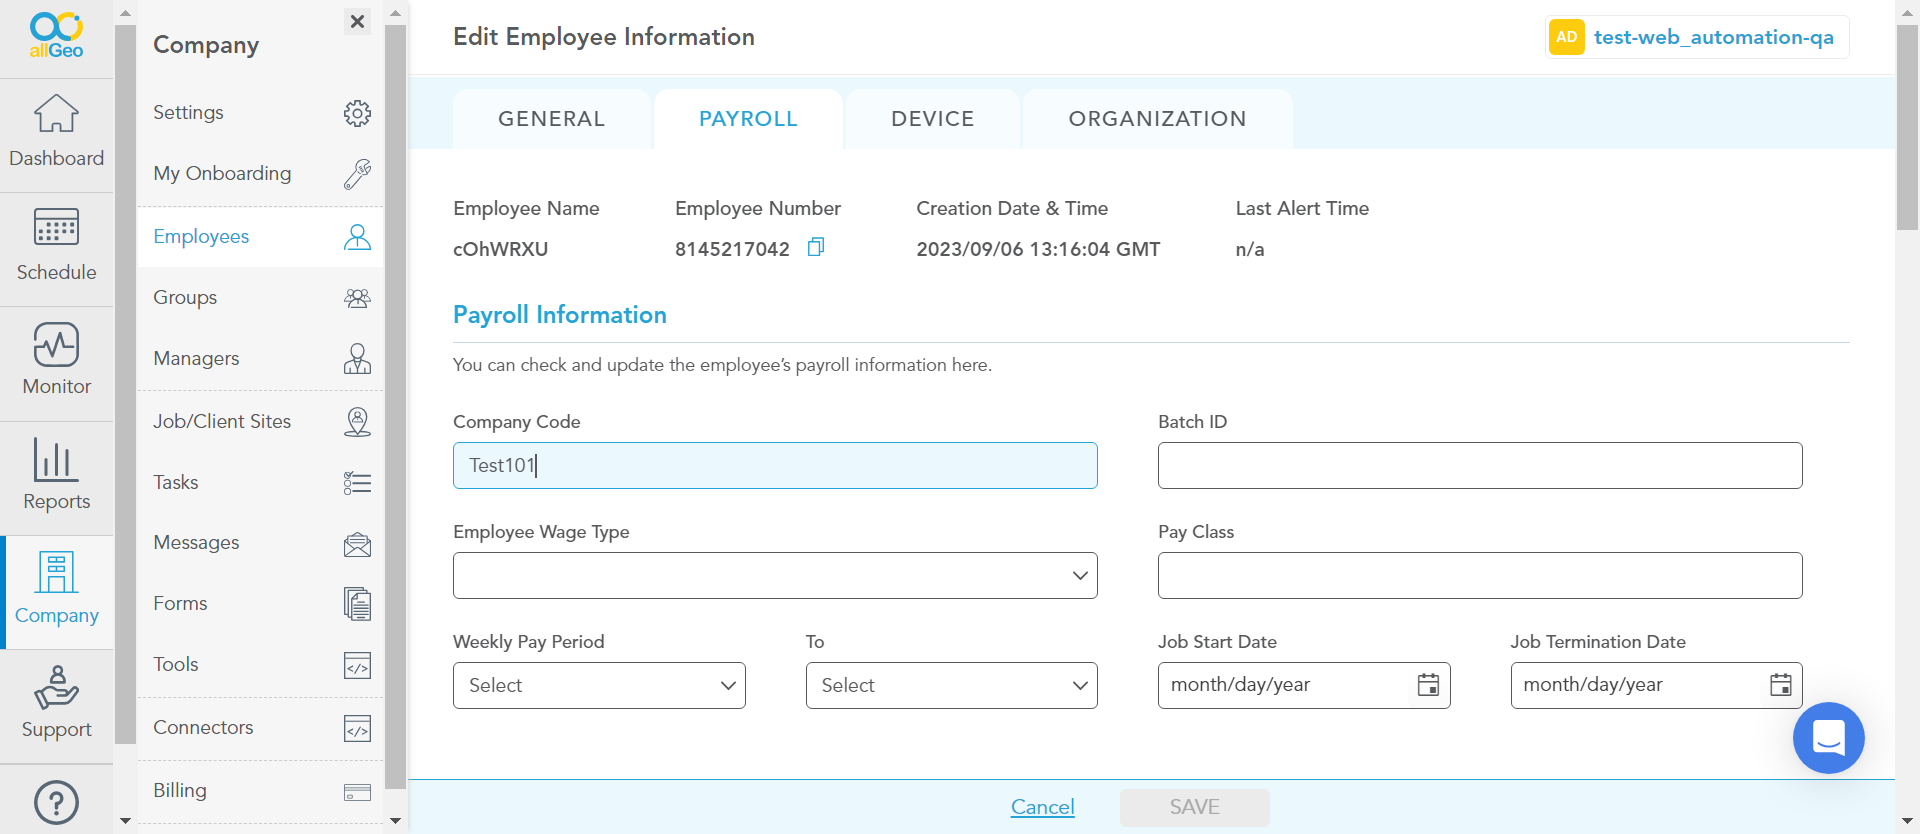 allGeo
Dashboard
Schedule
Monitor
Reports
Company
Support
?
Company
Settings
My Onboarding
Employees
Groups
Managers
Job/Client Sites
Tasks
Messages
Forms
Tools
</>
Connectors
</>
Billing
Edit Employee Information
AD test-web_automation-qa
GENERAL PAYROLL DEVICE ORGANIZATION
Employee Name Employee Number Creation Date & Time Last Alert Time
cOhWRXU 8145217042 2023/09/06 13:16:04 GMT n/a
Payroll Information
You can check and update the employee’s payroll information here.
Company Code Batch ID
Test101
Employee Wage Type Pay Class
Weekly Pay Period To Job Start Date Job Termination Date
Select Select month/day/year month/day/year
Cancel SAVE